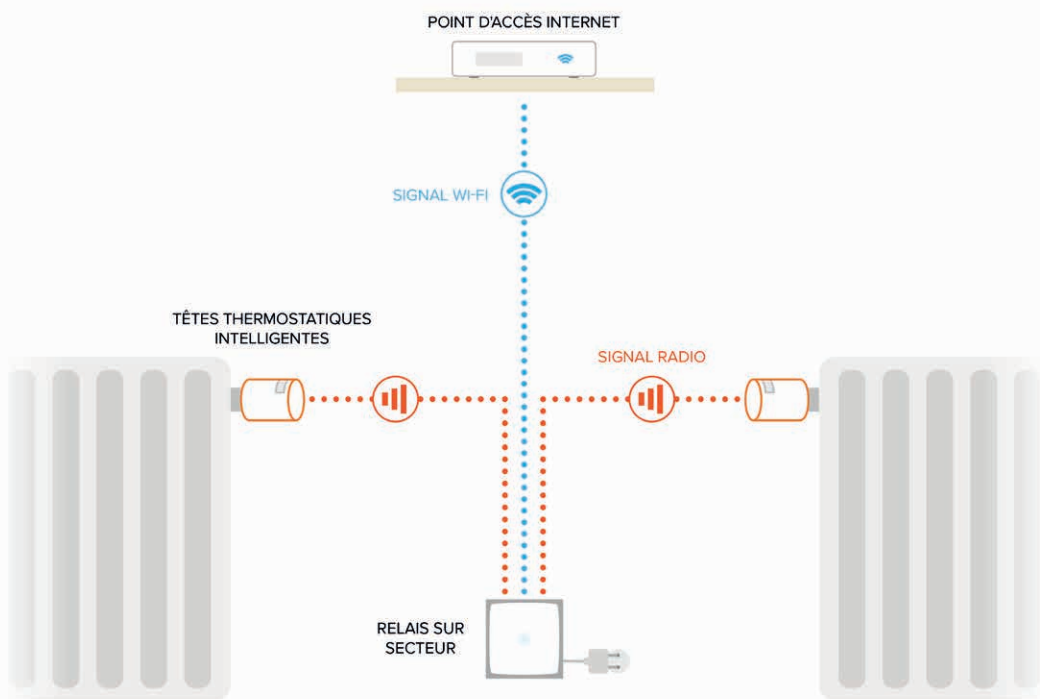 POINT D'ACCÈS INTERNET
SIGNAL WI-FI
TÊTES THERMOSTATIQUES
INTELLIGENTES
SIGNAL RADIO
RELAIS SUR
SECTEUR